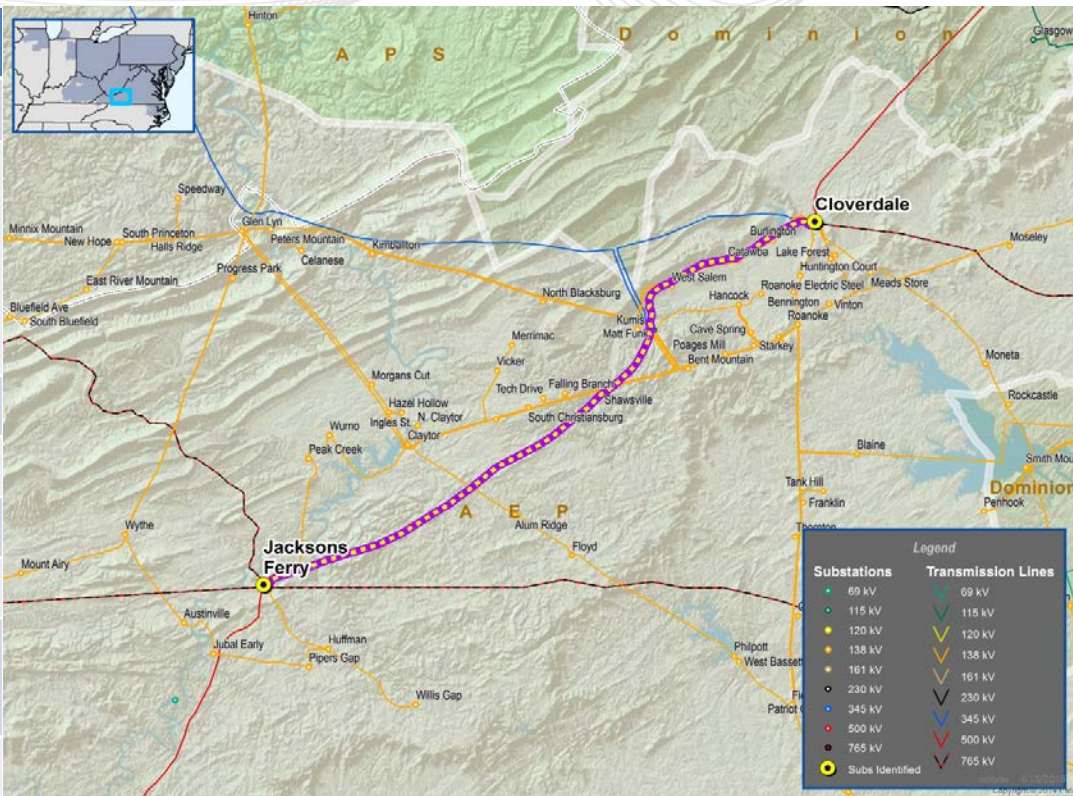 Hinton
A P S
D o m i n i o n
Glasgow
Speedway
Cloverdale
Glen Lyn
Minnix Mountain
South Princeton
New Hope
Halls Ridge
Peters Mountain
Kimballton
Celanese
Burlington
Moseley
Catawba
Lake Forest
Huntington Court
Progress Park
East River Mountain
West Salem
Roanoke Electric Steel
Meads Store
North Blacksburg
Hancock
Bennington
Vinton
Bluefield Ave
South Bluefield
Roanoke
Kumis
Matt Funk
Cave Spring
Starkey
Merrimac
Poages Mill
Bent Mountain
Vicker
Moneta
Morgans Cut
Tech Drive
Falling Branch
Shawsville
Hazel Hollow
Rockcastle
Ingles St.
N. Claytor
South Christiansburg
Wurno
Claytor
Peak Creek
Blaine
Smith Mou
Tank Hill
Dominion
Franklin
Penhook
A E P
Alum Ridge
Wythe
Thornton
Floyd
Jacksons
Ferry
Mount Airy
Austinville
Jubal Early
Huffman
Pipers Gap
Philpott
West Bassett
Willis Gap
Legend
Substations
Transmission Lines
69 kV
69 kV
115 kV
115 kV
120 kV
120 kV
138 kV
138 kV
161 kV
161 kV
230 kV
230 kV
345 kV
345 kV
500 kV
500 kV
765 kV
765 kV
Subs Identified